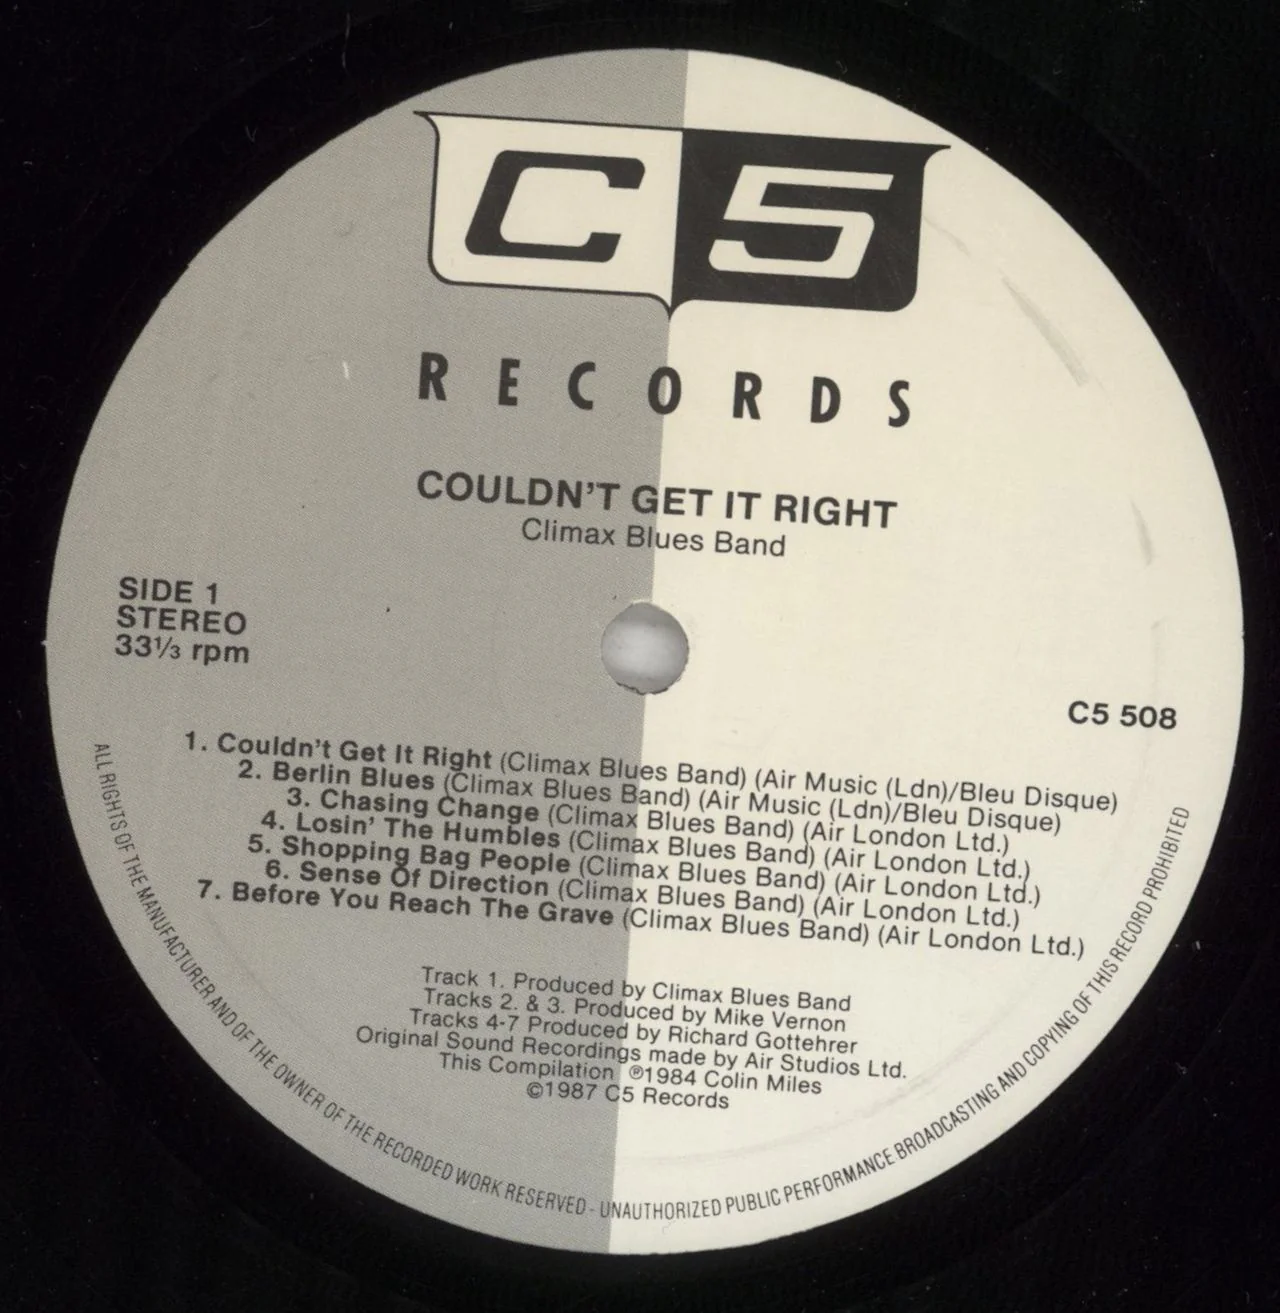 C5
RECORDS
COULDN'T GET IT RIGHT
Climax Blues Band
SIDE 1
STEREO
33⅓ rpm
C5 508
1. Couldn't Get It Right (Climax Blues Band) (Air Music (Ldn)/Bleu Disque)
2. Berlin Blues (Climax Blues Band) (Air Music (Ldn)/Bleu Disque)
3. Chasing Change (Climax Blues Band) (Air London Ltd.)
4. Losin' The Humbles (Climax Blues Band) (Air London Ltd.)
5. Shopping Bag People (Climax Blues Band) (Air London Ltd.)
6. Sense Of Direction (Climax Blues Band) (Air London Ltd.)
7. Before You Reach The Grave (Climax Blues Band) (Air London Ltd.)
Track 1. Produced by Climax Blues Band
Tracks 2. & 3. Produced by Mike Vernon
Tracks 4-7 Produced by Richard Gottehrer
Original Sound Recordings made by Air Studios Ltd.
This Compilation ℗1984 Colin Miles
©1987 C5 Records
ALL RIGHTS OF THE MANUFACTURER AND OF THE OWNER OF THE RECORDED WORK RESERVED - UNAUTHORIZED PUBLIC PERFORMANCE BROADCASTING AND COPYING OF THIS RECORD PROHIBITED